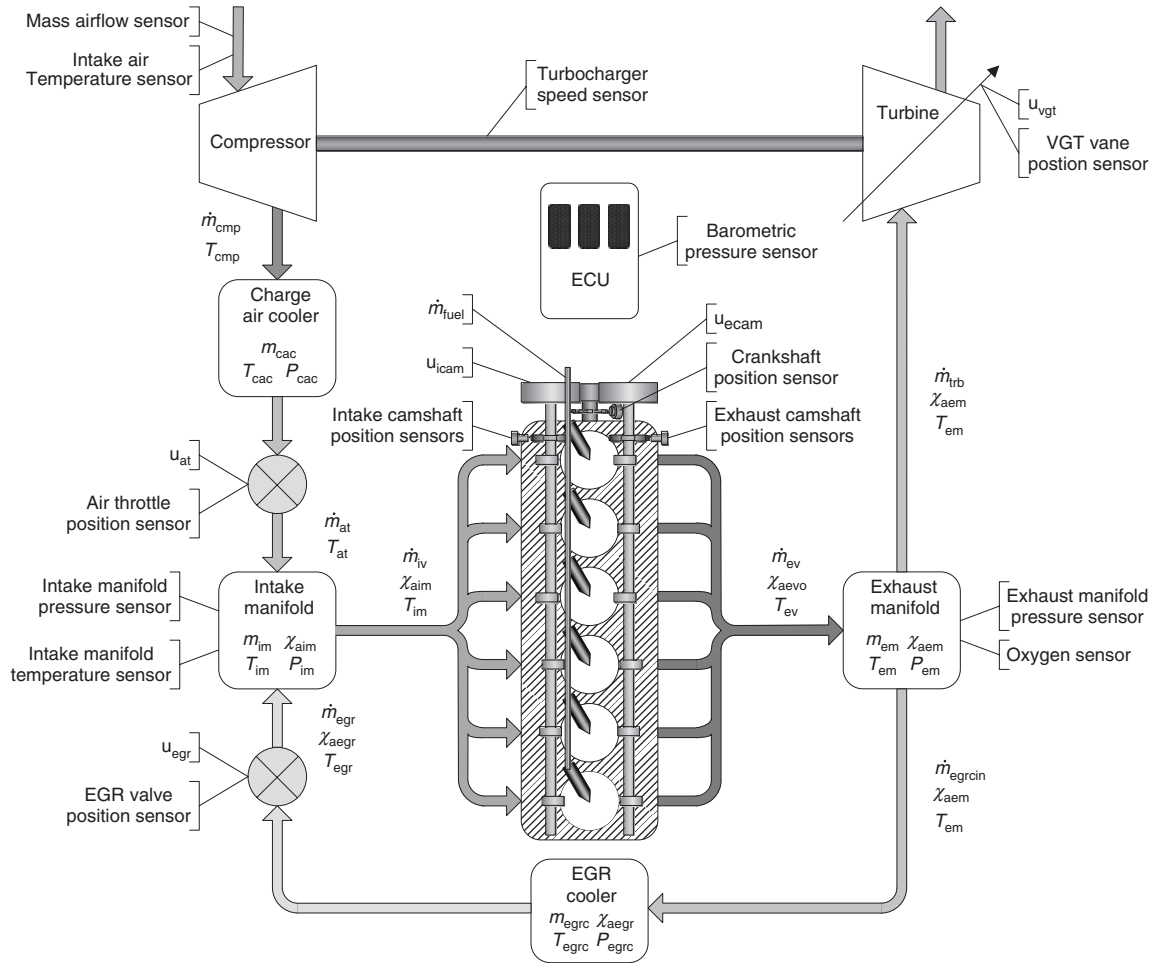 Mass airflow sensor
Intake air
Temperature sensor
Compressor
Turbocharger
speed sensor
Turbine
u_vgt
VGT vane
postion sensor
ṁ_cmp
T_cmp
ECU
Barometric
pressure sensor
Charge
air cooler
m_cac
T_cac P_cac
ṁ_fuel
u_ecam
u_icam
Crankshaft
position sensor
Intake camshaft
position sensors
Exhaust camshaft
position sensors
ṁ_trb
χ_aem
T_em
u_at
Air throttle
position sensor
ṁ_at
T_at
Intake manifold
pressure sensor
Intake manifold
temperature sensor
Intake
manifold
m_im χ_aim
T_im P_im
ṁ_iv
χ_aim
T_im
ṁ_ev
χ_aevo
T_ev
Exhaust
manifold
m_em χ_aem
T_em P_em
Exhaust manifold
pressure sensor
Oxygen sensor
ṁ_egr
χ_aegr
T_egr
u_egr
EGR valve
position sensor
ṁ_egrcin
χ_aem
T_em
EGR
cooler
m_egrc χ_aegr
T_egrc P_egrc